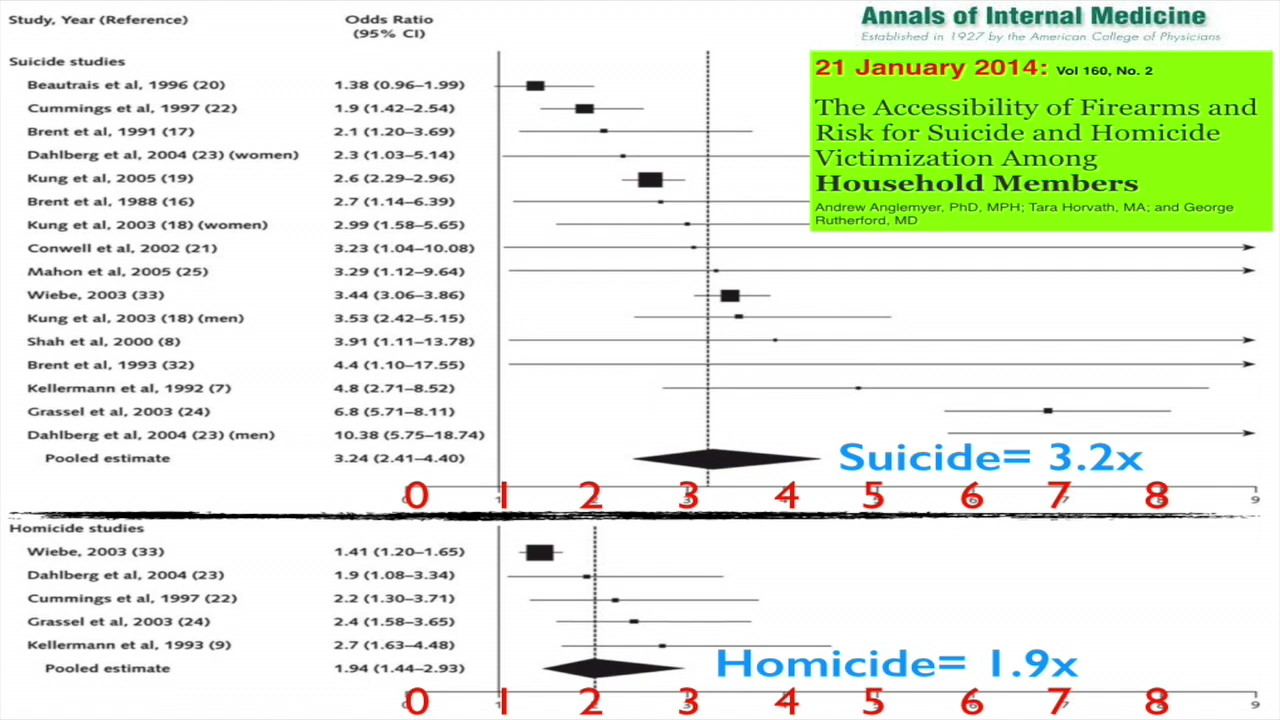 Study, Year (Reference) Odds Ratio
(95% CI)
Annals of Internal Medicine
Established in 1927 by the American College of Physicians
21 January 2014: Vol 160, No. 2
The Accessibility of Firearms and
Risk for Suicide and Homicide
Victimization Among
Household Members
Andrew Anglemyer, PhD, MPH; Tara Horvath, MA; and George
Rutherford, MD
Suicide studies
Beautrais et al, 1996 (20) 1.38 (0.96–1.99)
Cummings et al, 1997 (22) 1.9 (1.42–2.54)
Brent et al, 1991 (17) 2.1 (1.20–3.69)
Dahlberg et al, 2004 (23) (women) 2.3 (1.03–5.14)
Kung et al, 2005 (19) 2.6 (2.29–2.96)
Brent et al, 1988 (16) 2.7 (1.14–6.39)
Kung et al, 2003 (18) (women) 2.99 (1.58–5.65)
Conwell et al, 2002 (21) 3.23 (1.04–10.08)
Mahon et al, 2005 (25) 3.29 (1.12–9.64)
Wiebe, 2003 (33) 3.44 (3.06–3.86)
Kung et al, 2003 (18) (men) 3.53 (2.42–5.15)
Shah et al, 2000 (8) 3.91 (1.11–13.78)
Brent et al, 1993 (32) 4.4 (1.10–17.55)
Kellermann et al, 1992 (7) 4.8 (2.71–8.52)
Grassel et al, 2003 (24) 6.8 (5.71–8.11)
Dahlberg et al, 2004 (23) (men) 10.38 (5.75–18.74)
Pooled estimate 3.24 (2.41–4.40) Suicide= 3.2x
0 1 2 3 4 5 6 7 8 9
Homicide studies
Wiebe, 2003 (33) 1.41 (1.20–1.65)
Dahlberg et al, 2004 (23) 1.9 (1.08–3.34)
Cummings et al, 1997 (22) 2.2 (1.30–3.71)
Grassel et al, 2003 (24) 2.4 (1.58–3.65)
Kellermann et al, 1993 (9) 2.7 (1.63–4.48)
Pooled estimate 1.94 (1.44–2.93) Homicide= 1.9x
0 1 2 3 4 5 6 7 8 9